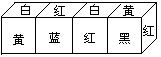 白 红 白 黄
黄 蓝 红 黑 红